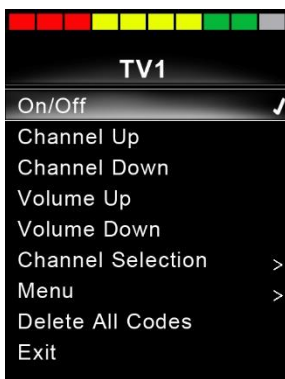 TV1
On/Off ✓
Channel Up
Channel Down
Volume Up
Volume Down
Channel Selection >
Menu >
Delete All Codes
Exit